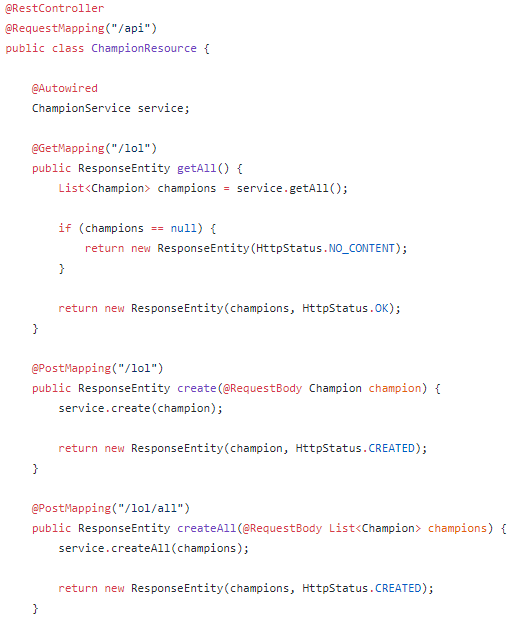 @RestController
@RequestMapping("/api")
public class ChampionResource {
@Autowired
ChampionService service;
@GetMapping("/lol")
public ResponseEntity getAll() {
List<Champion> champions = service.getAll();
if (champions == null) {
return new ResponseEntity(HttpStatus.NO_CONTENT);
}
return new ResponseEntity(champions, HttpStatus.OK);
}
@PostMapping("/lol")
public ResponseEntity create(@RequestBody Champion champion) {
service.create(champion);
return new ResponseEntity(champion, HttpStatus.CREATED);
}
@PostMapping("/lol/all")
public ResponseEntity createAll(@RequestBody List<Champion> champions) {
service.createAll(champions);
return new ResponseEntity(champions, HttpStatus.CREATED);
}